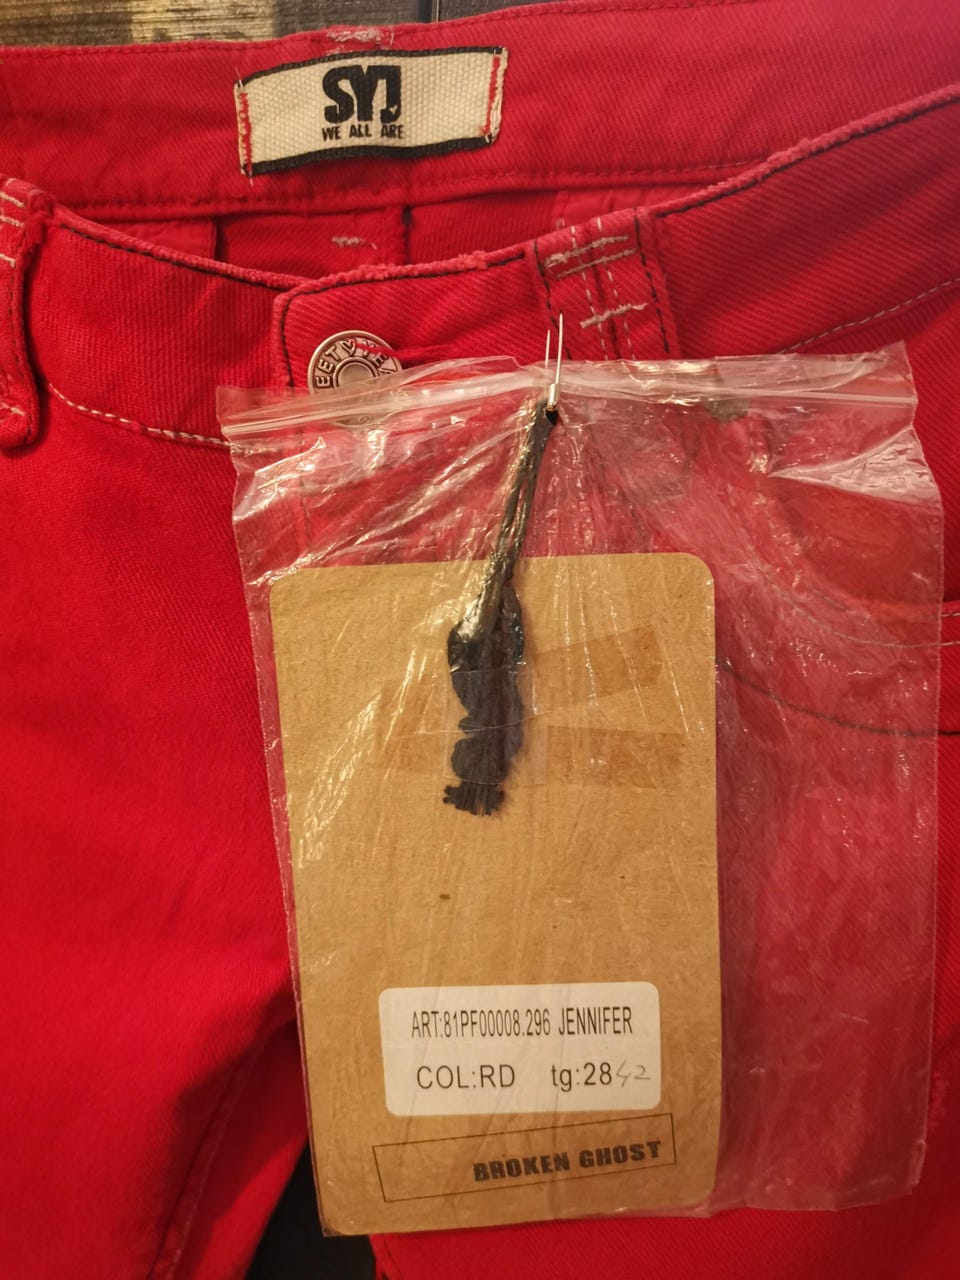 SYJ
WE ALL ARE
ART:81PF00008.296 JENNIFER
COL:RD tg:28 42
BROKEN GHOST